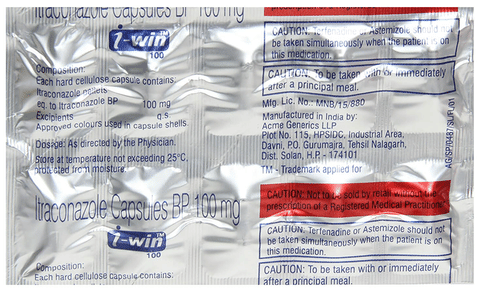 Itraconazole Capsules BP 100 mg
i-win™
100
Composition:
Each hard cellulose capsule contains:
Itraconazole pellets
eq. to Itraconazole BP 100 mg
Excipients q.s
Approved colours used in capsule shells.
Dosage: As directed by the Physician.
Store at temperature not exceeding 25°C,
protected from moisture.
Itraconazole Capsules BP 100 mg
i-win™
100
Composition:
Each hard cellulose capsule contains:
prescription of a Registered
CAUTION: Terfenadine or Astemizole should not
be taken simultaneously when the patient is on
this medication.
CAUTION: To be taken with or immediately
after a principal meal.
Mfg. Lic. No.: MNB/15/880
Manufactured in India by:
Acme Generics LLP
Plot No. 115, HPSIDC, Industrial Area,
Davni, P.O. Gurumajra, Tehsil Nalagarh,
Dist. Solan, H.P. - 174101
TM - Trademark applied for
CAUTION: Not to be sold by retail without the
prescription of a Registered Medical Practitioner.
CAUTION: Terfenadine or Astemizole should not
be taken simultaneously when the patient is on
this medication.
CAUTION: To be taken with or immediately
after a principal meal.